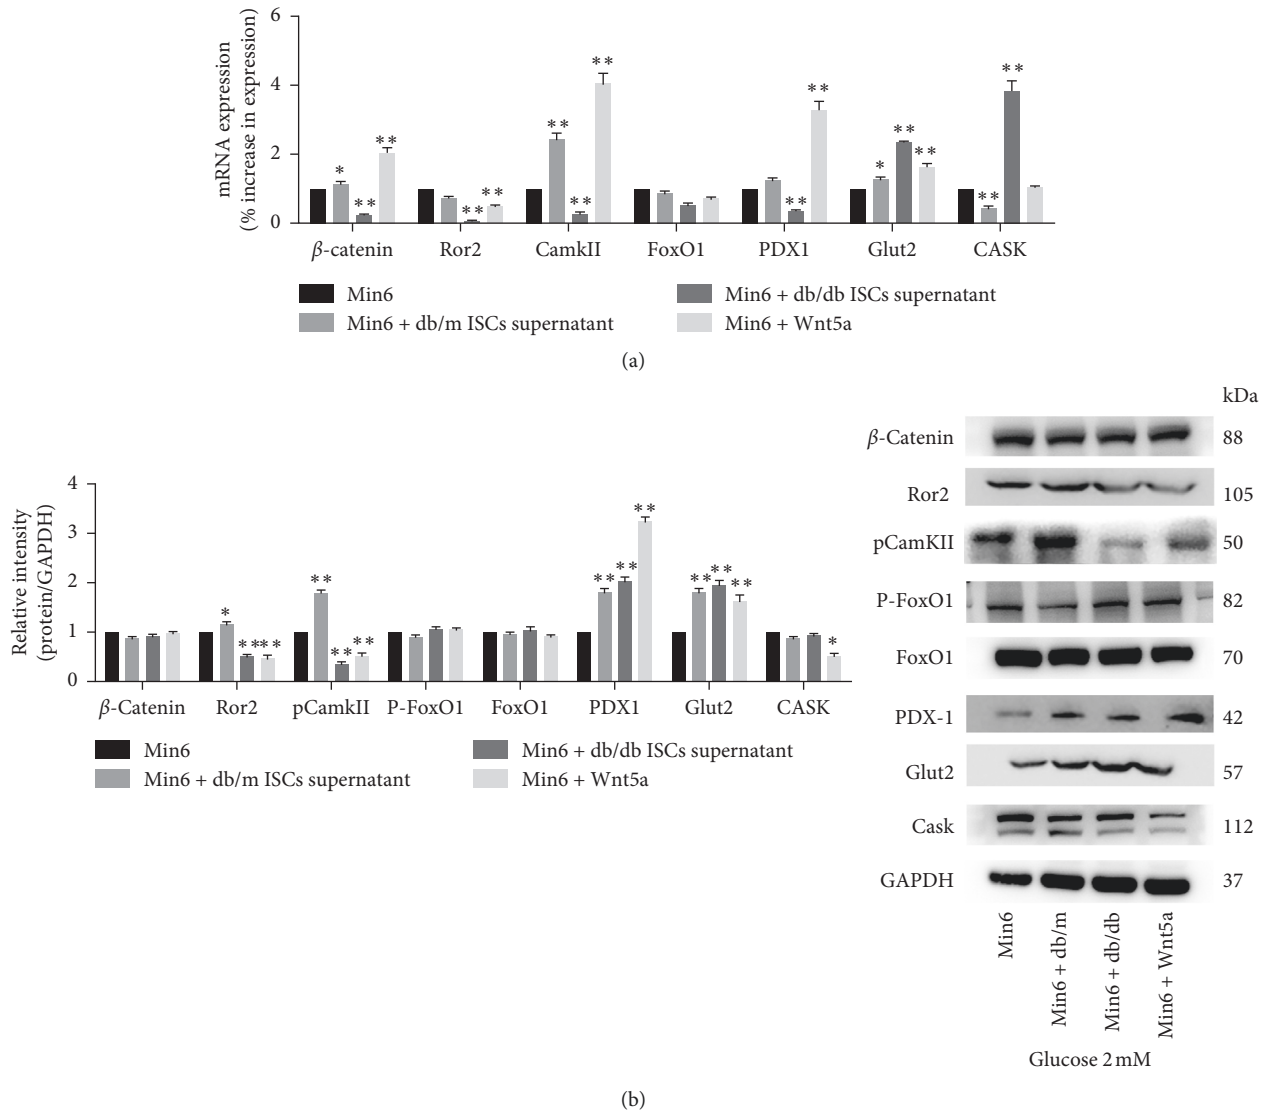 6
4
2
0
mRNA expression
(% increase in expression)
*
**
**
**
**
**
**
**
**
**
*
**
**
**
**
β-catenin Ror2 CamkII FoxO1 PDX1 Glut2 CASK
Min6
Min6 + db/m ISCs supernatant
Min6 + db/db ISCs supernatant
Min6 + Wnt5a
(a)
4
3
2
1
0
Relative intensity
(protein/GAPDH)
*
**
**
**
**
**
**
**
**
**
**
**
*
β-Catenin Ror2 pCamkII P-FoxO1 FoxO1 PDX1 Glut2 CASK
Min6
Min6 + db/m ISCs supernatant
Min6 + db/db ISCs supernatant
Min6 + Wnt5a
kDa
β-Catenin 88
Ror2 105
pCamKII 50
P-FoxO1 82
FoxO1 70
PDX-1 42
Glut2 57
Cask 112
GAPDH 37
Min6
Min6 + db/m
Min6 + db/db
Min6 + Wnt5a
Glucose 2 mM
(b)